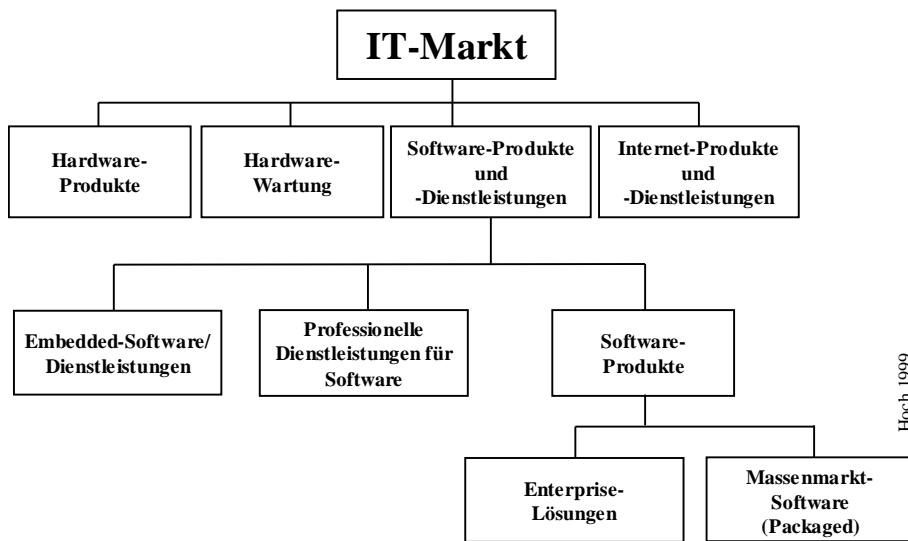 IT-Markt
Hardware-
Produkte
Hardware-
Wartung
Software-Produkte
und
-Dienstleistungen
Internet-Produkte
und
-Dienstleistungen
Embedded-Software/
Dienstleistungen
Professionelle
Dienstleistungen für
Software
Software-
Produkte
Enterprise-
Lösungen
Massenmarkt-
Software
(Packaged)
Hoch 1999